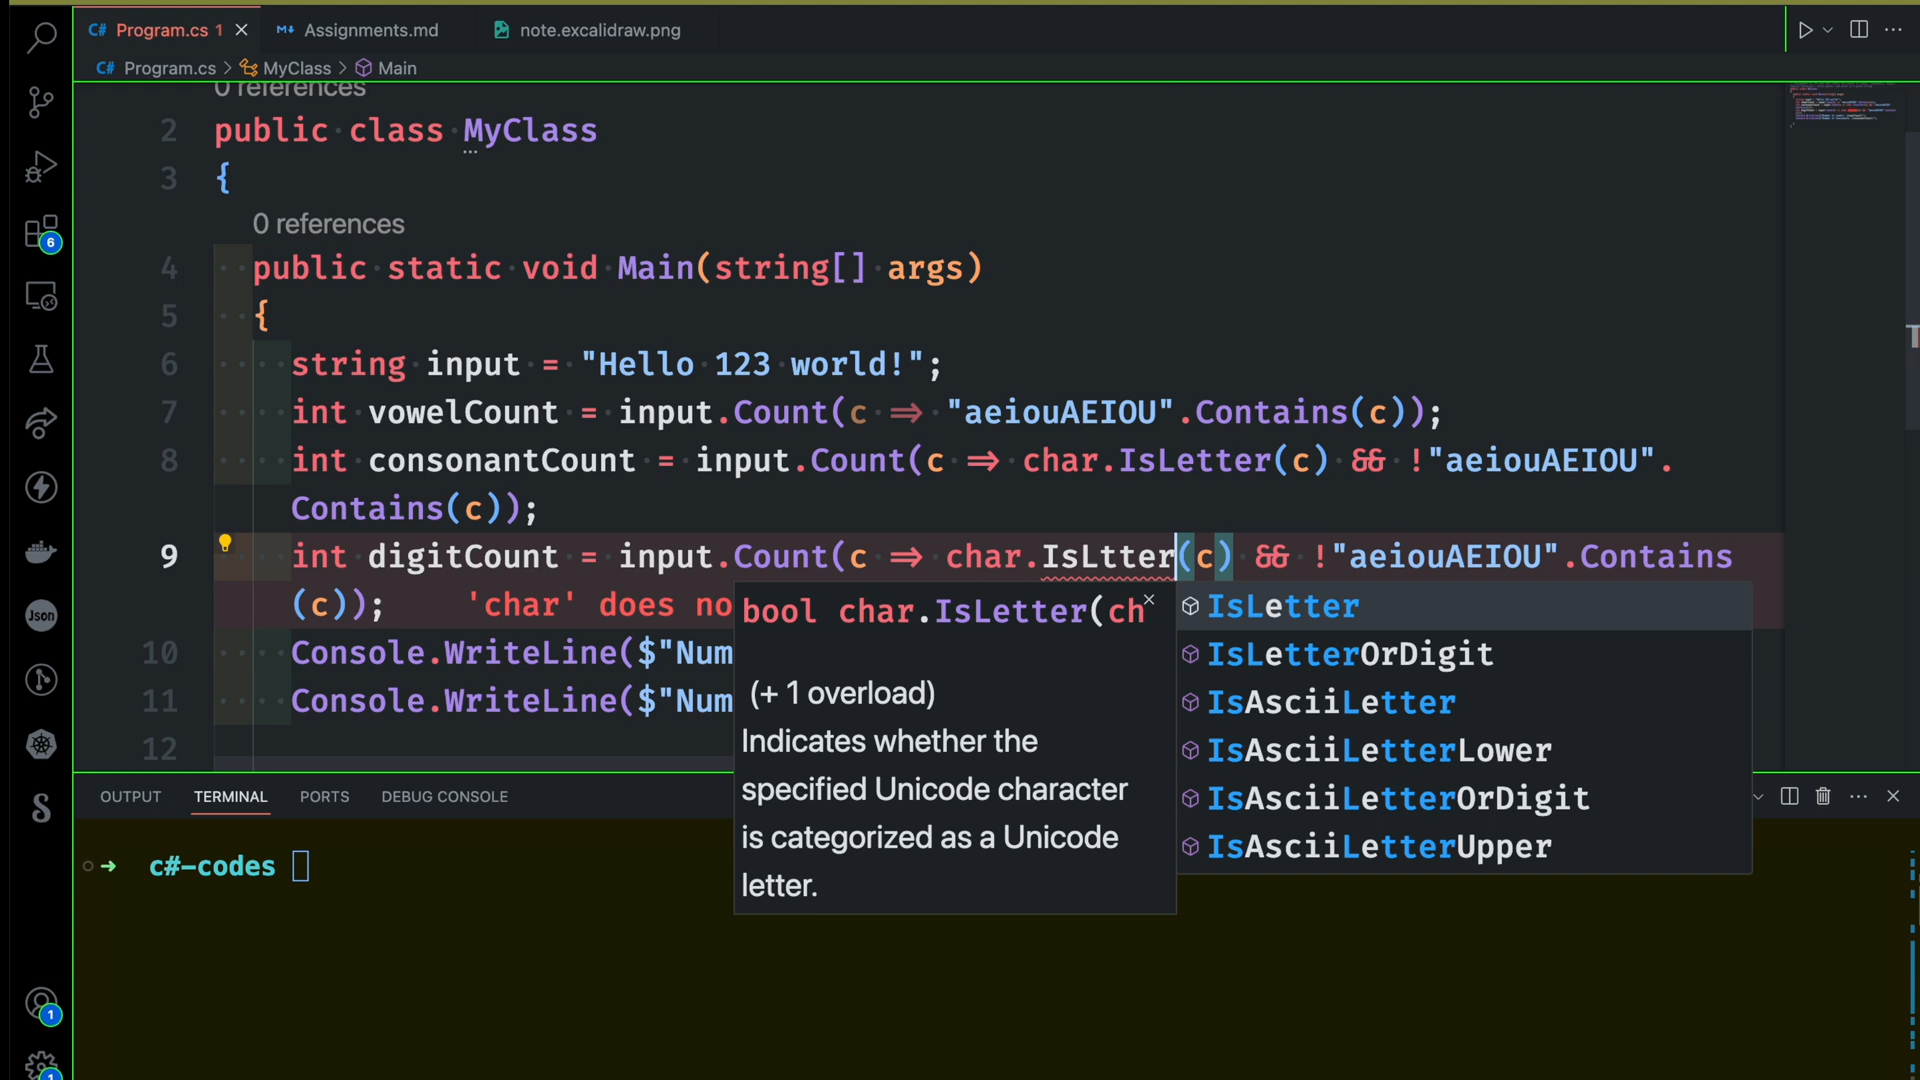 C# Program.cs 1 × M↓ Assignments.md note.excalidraw.png
C# Program.cs > MyClass > Main
0 references
2 public class MyClass
3 {
0 references
4 public static void Main(string[] args)
5 {
6 string input = "Hello 123 world!";
7 int vowelCount = input.Count(c => "aeiouAEIOU".Contains(c));
8 int consonantCount = input.Count(c => char.IsLetter(c) && !"aeiouAEIOU".
Contains(c));
9 int digitCount = input.Count(c => char.IsLtter(c) && !"aeiouAEIOU".Contains
(c)); 'char' does no
10 Console.WriteLine($"Num
11 Console.WriteLine($"Num
12
bool char.IsLetter(ch
(+ 1 overload)
Indicates whether the
specified Unicode character
is categorized as a Unicode
letter.
IsLetter
IsLetterOrDigit
IsAsciiLetter
IsAsciiLetterLower
IsAsciiLetterOrDigit
IsAsciiLetterUpper
OUTPUT TERMINAL PORTS DEBUG CONSOLE
c#-codes
6
Json
1
1